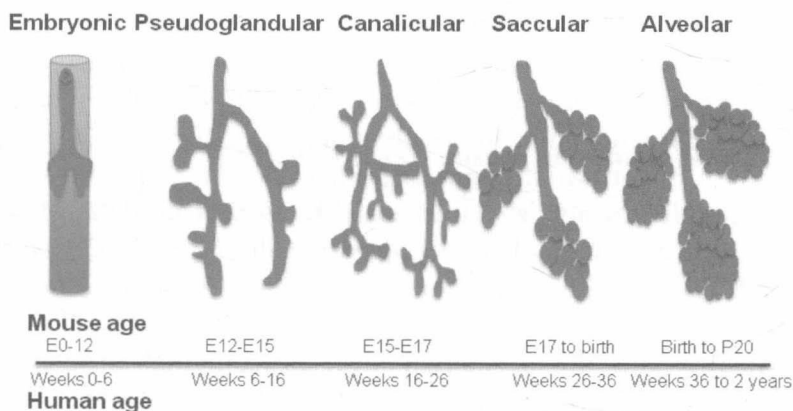 Embryonic Pseudoglandular Canalicular Saccular Alveolar
Mouse age
E0-12 E12-E15 E15-E17 E17 to birth Birth to P20
Weeks 0-6 Weeks 6-16 Weeks 16-26 Weeks 26-36 Weeks 36 to 2 years
Human age